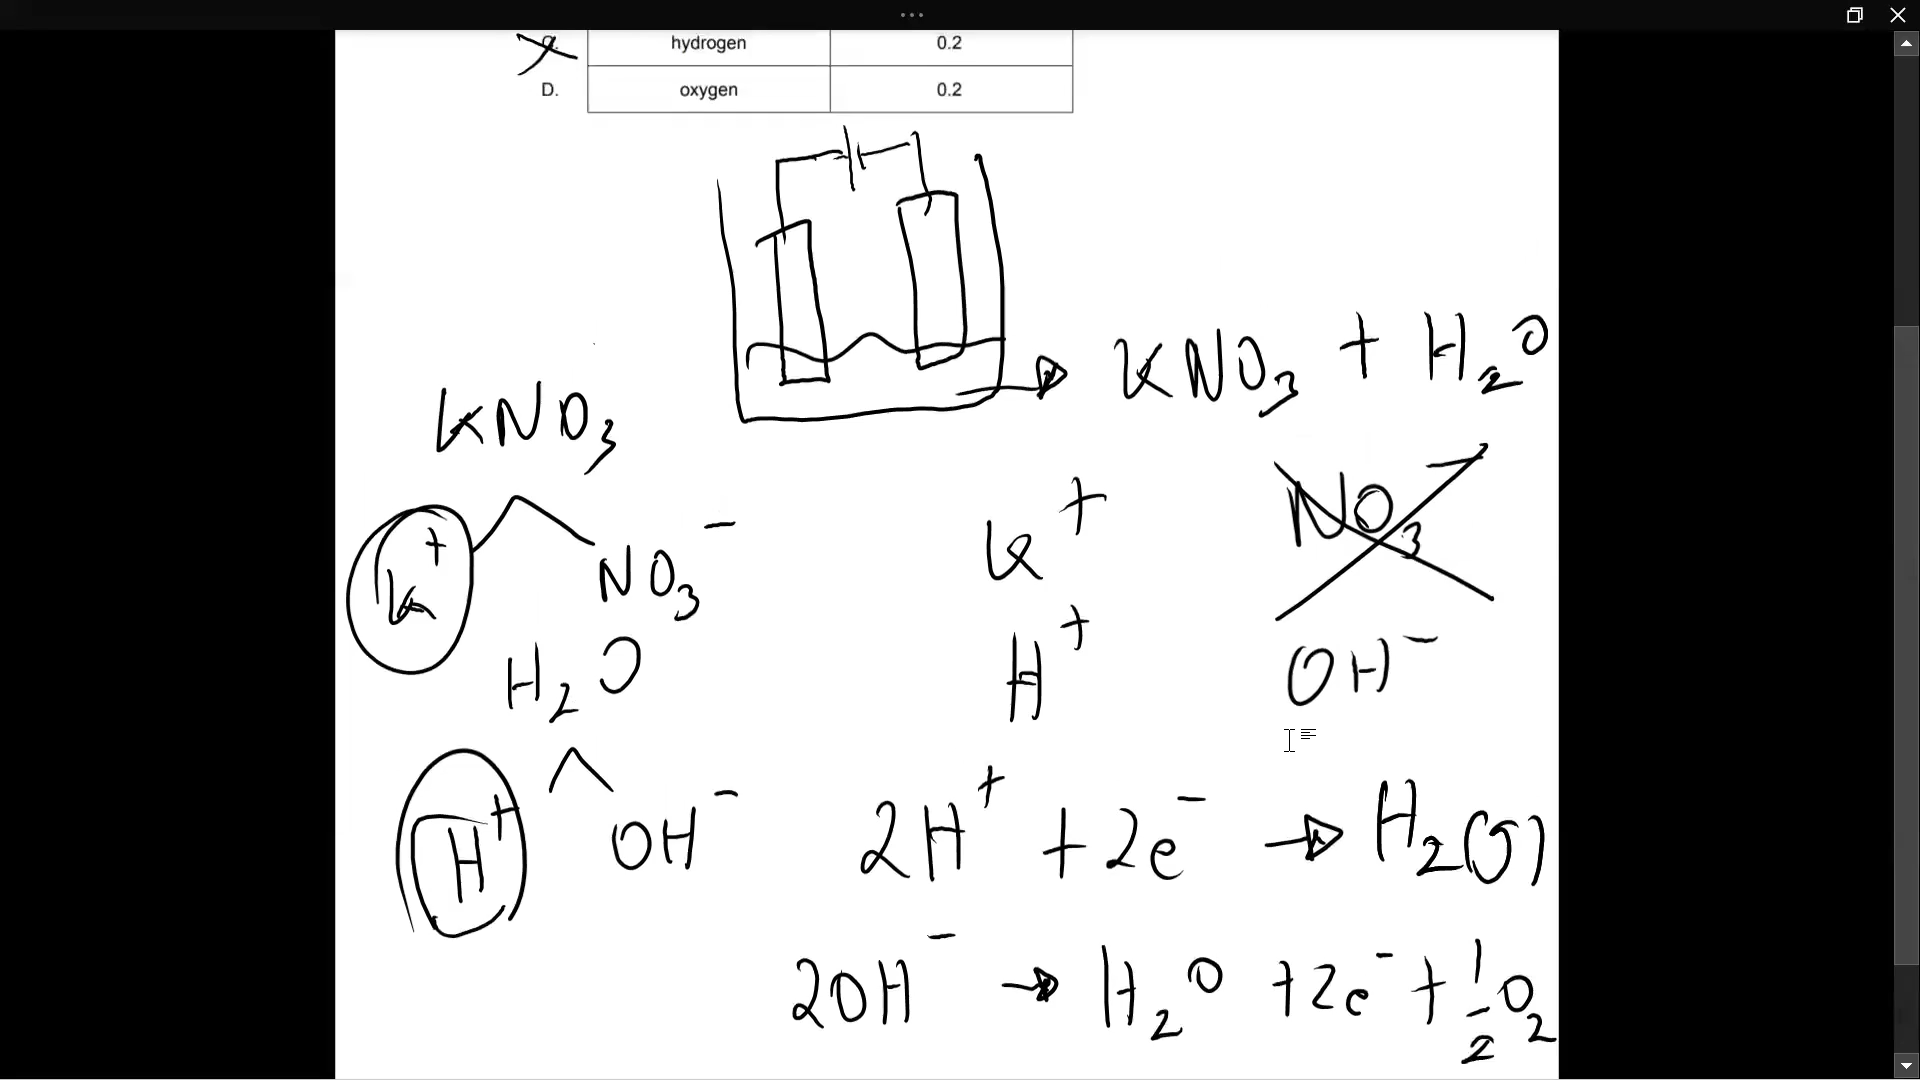 hydrogen 0.2
D. oxygen 0.2
KNO3 + H2O
KNO3
K+ NO3-
K+ NO3
H2O
H+ OH-
H+ OH-
2H+ + 2e- → H2(g)
2OH- → H2O + 2e- + 1/2 O2